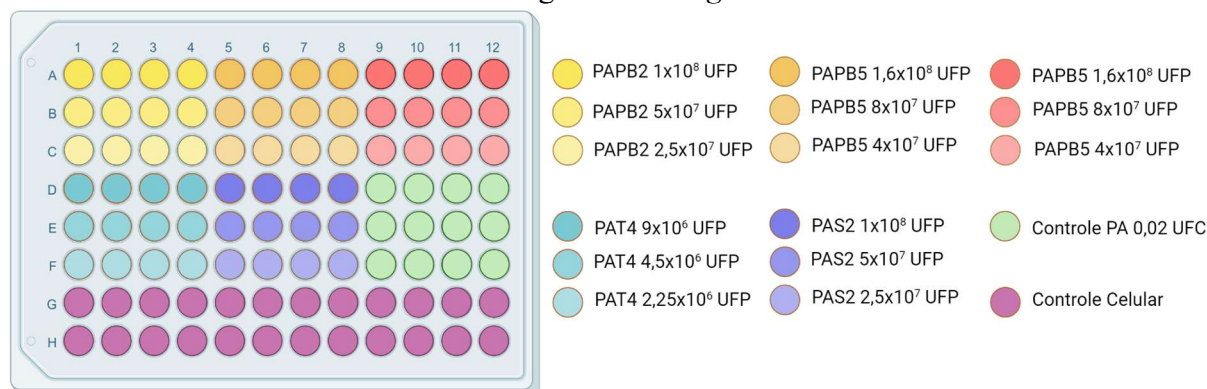 1 2 3 4 5 6 7 8 9 10 11 12
A
B
C
D
E
F
G
H
PAPB2 1x10⁸ UFP
PAPB2 5x10⁷ UFP
PAPB2 2,5x10⁷ UFP
PAPB5 1,6x10⁸ UFP
PAPB5 8x10⁷ UFP
PAPB5 4x10⁷ UFP
PAPB5 1,6x10⁸ UFP
PAPB5 8x10⁷ UFP
PAPB5 4x10⁷ UFP
PAT4 9x10⁶ UFP
PAT4 4,5x10⁶ UFP
PAT4 2,25x10⁶ UFP
PAS2 1x10⁸ UFP
PAS2 5x10⁷ UFP
PAS2 2,5x10⁷ UFP
Controle PA 0,02 UFC
Controle Celular